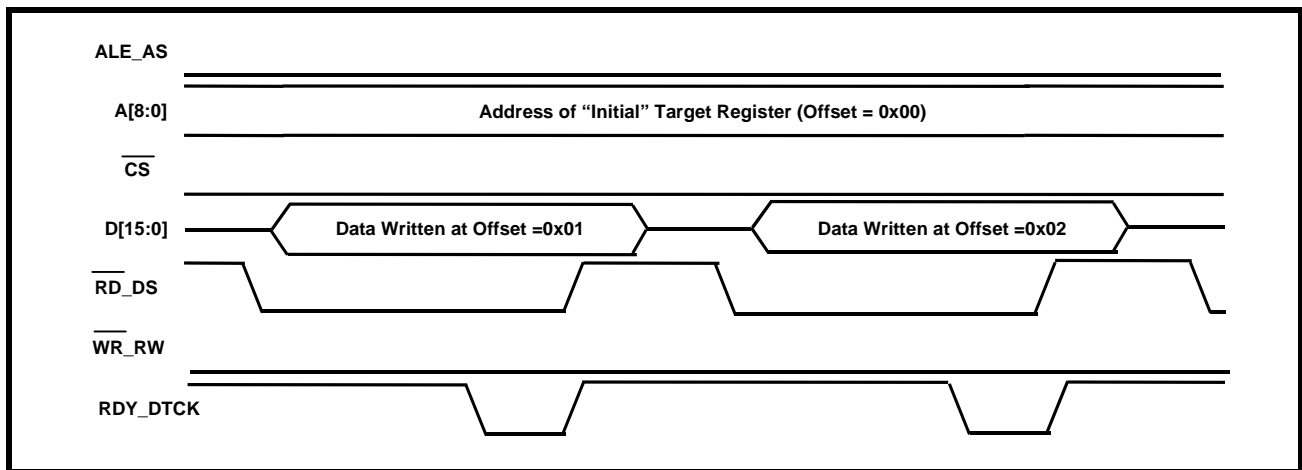 ALE_AS
A[8:0] Address of “Initial” Target Register (Offset = 0x00)
CS
D[15:0] Data Written at Offset =0x01 Data Written at Offset =0x02
RD_DS
WR_RW
RDY_DTCK